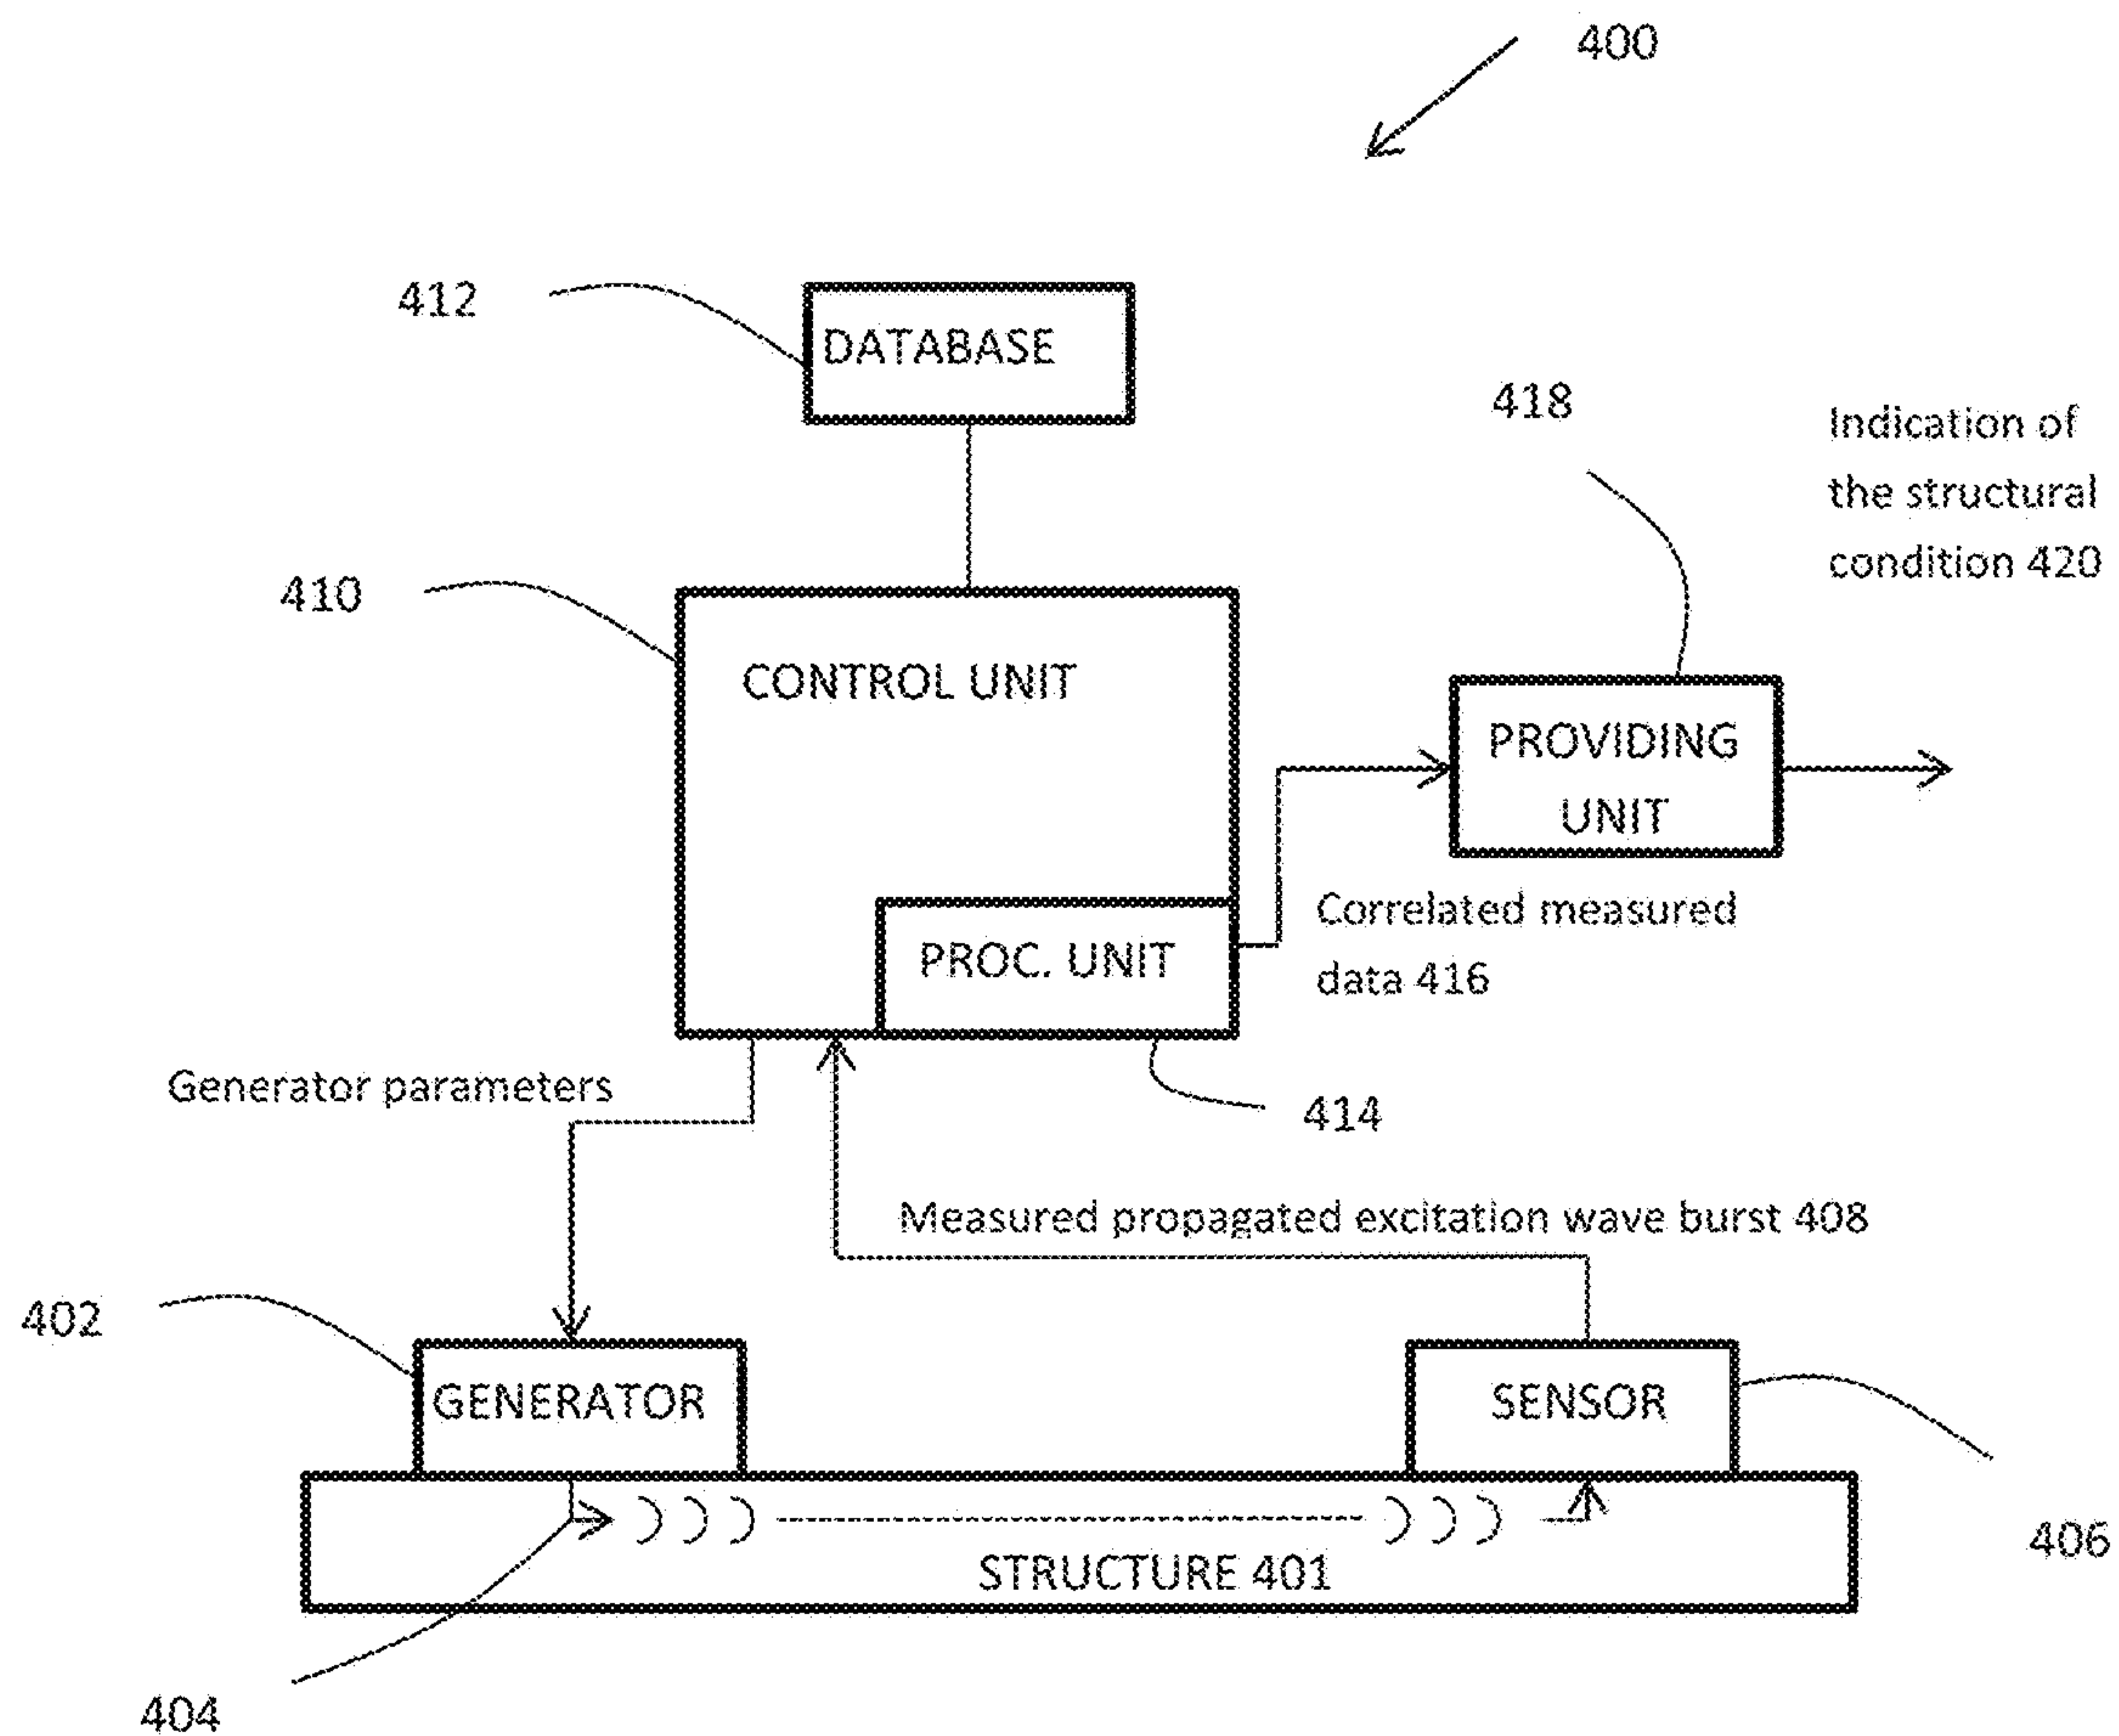 400
412
DATABASE
418
Indication of
the structural
condition 420
410
CONTROL UNIT
PROVIDING
UNIT
Correlated measured
data 416
PROC. UNIT
Generator parameters
414
Measured propagated excitation wave burst 408
402
GENERATOR
SENSOR
406
STRUCTURE 401
404